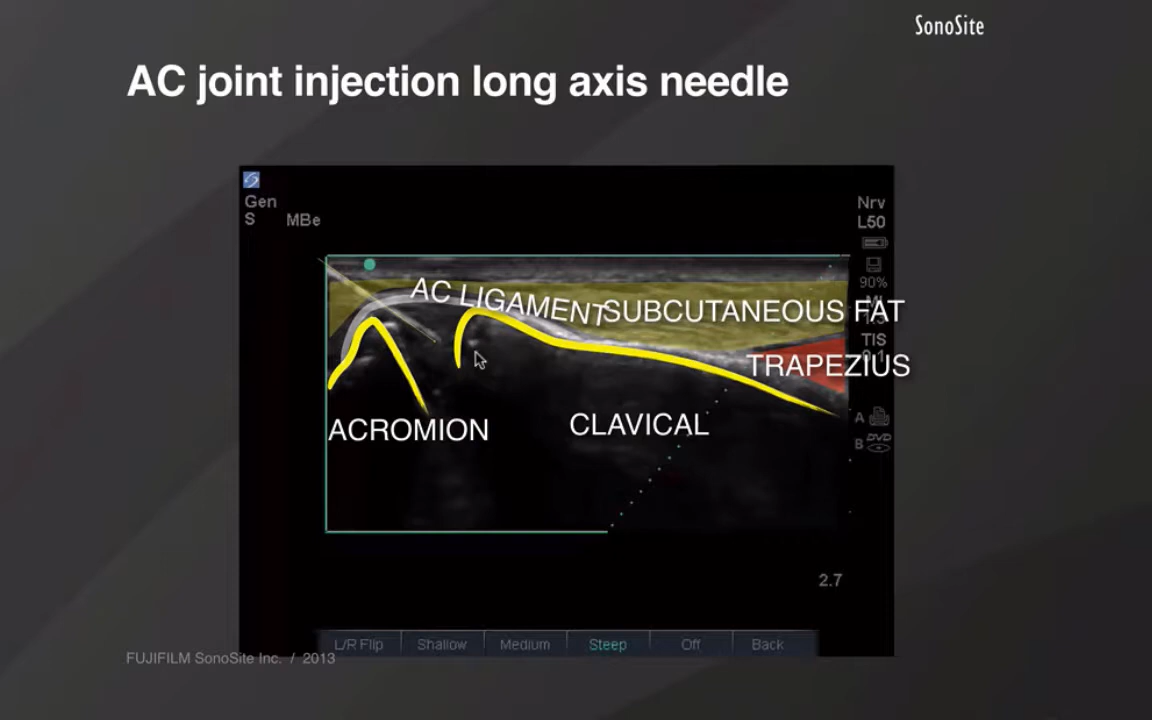 SonoSite
AC joint injection long axis needle
Gen
S MBe
Nrv
L50
90%
AC LIGAMENT
SUBCUTANEOUS FAT
TIS
TRAPEZIUS
ACROMION
CLAVICAL
A
B DVD
2.7
L/R Flip Shallow Medium Steep Off Back
FUJIFILM SonoSite Inc. / 2013